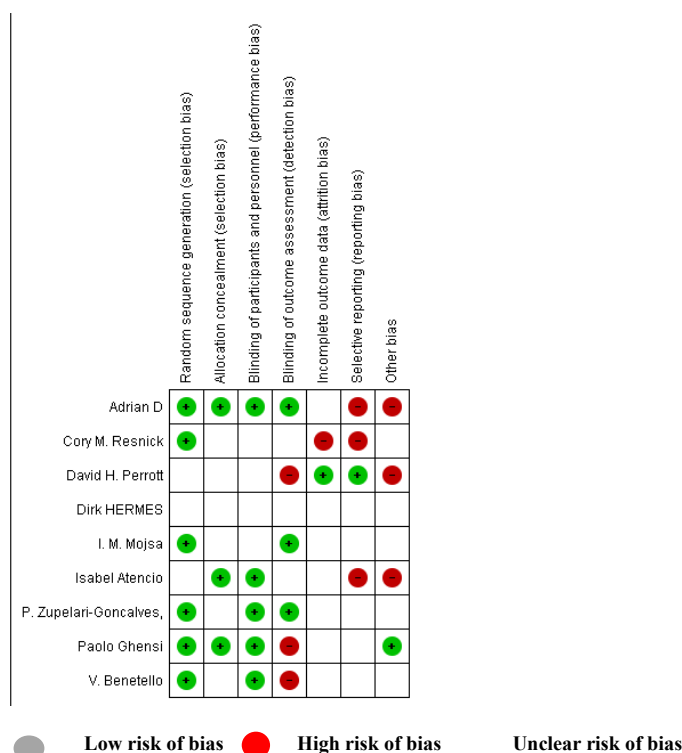 Random sequence generation (selection bias)
Allocation concealment (selection bias)
Blinding of participants and personnel (performance bias)
Blinding of outcome assessment (detection bias)
Incomplete outcome data (attrition bias)
Selective reporting (reporting bias)
Other bias
Adrian D + + + + - -
Cory M. Resnick + - -
David H. Perrott - + + -
Dirk HERMES
I. M. Mojsa + +
Isabel Atencio + + - -
P. Zupelari-Goncalves, + + +
Paolo Ghensi + + + - +
V. Benetello + + -
Low risk of bias High risk of bias Unclear risk of bias